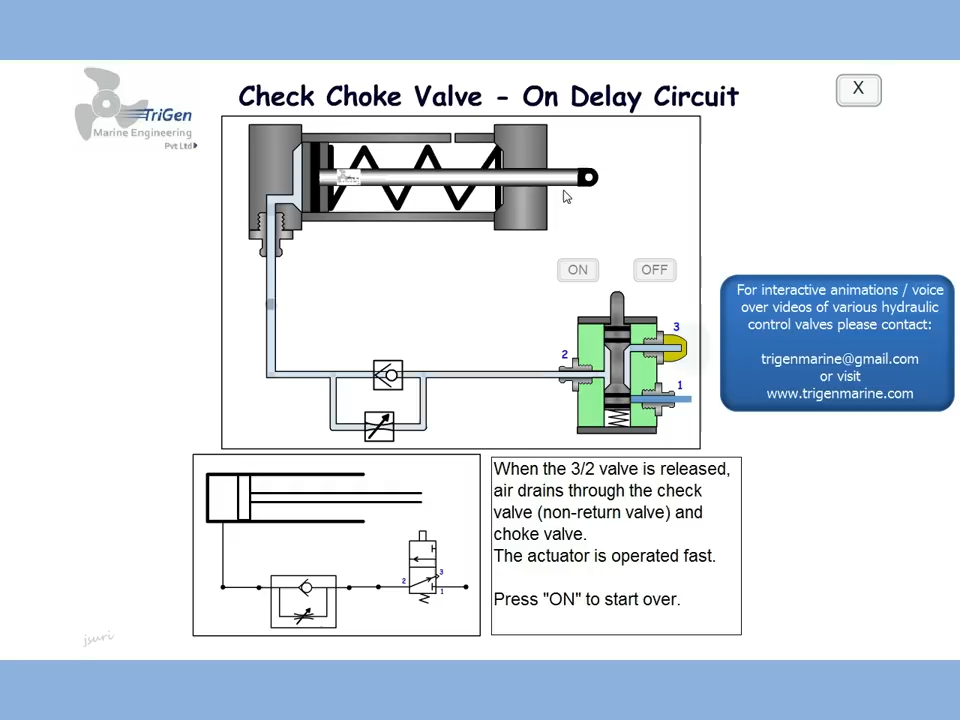 TriGen
Marine Engineering
Pvt Ltd
Check Choke Valve - On Delay Circuit
X
ON
OFF
3
2
1
For interactive animations / voice
over videos of various hydraulic
control valves please contact:
trigenmarine@gmail.com
or visit
www.trigenmarine.com
When the 3/2 valve is released,
air drains through the check
valve (non-return valve) and
choke valve.
The actuator is operated fast.
Press "ON" to start over.
2
3
1
jsuri